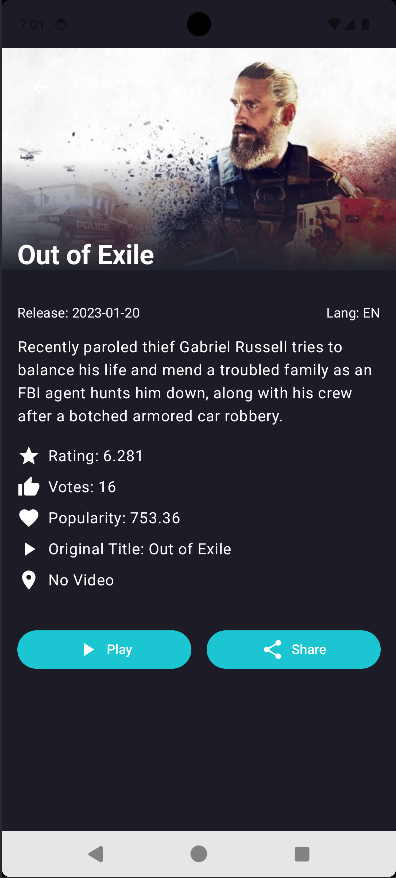 7:01
POLICE
Out of Exile
Release: 2023-01-20
Lang: EN
Recently paroled thief Gabriel Russell tries to
balance his life and mend a troubled family as an
FBI agent hunts him down, along with his crew
after a botched armored car robbery.
Rating: 6.281
Votes: 16
Popularity: 753.36
Original Title: Out of Exile
No Video
Play
Share